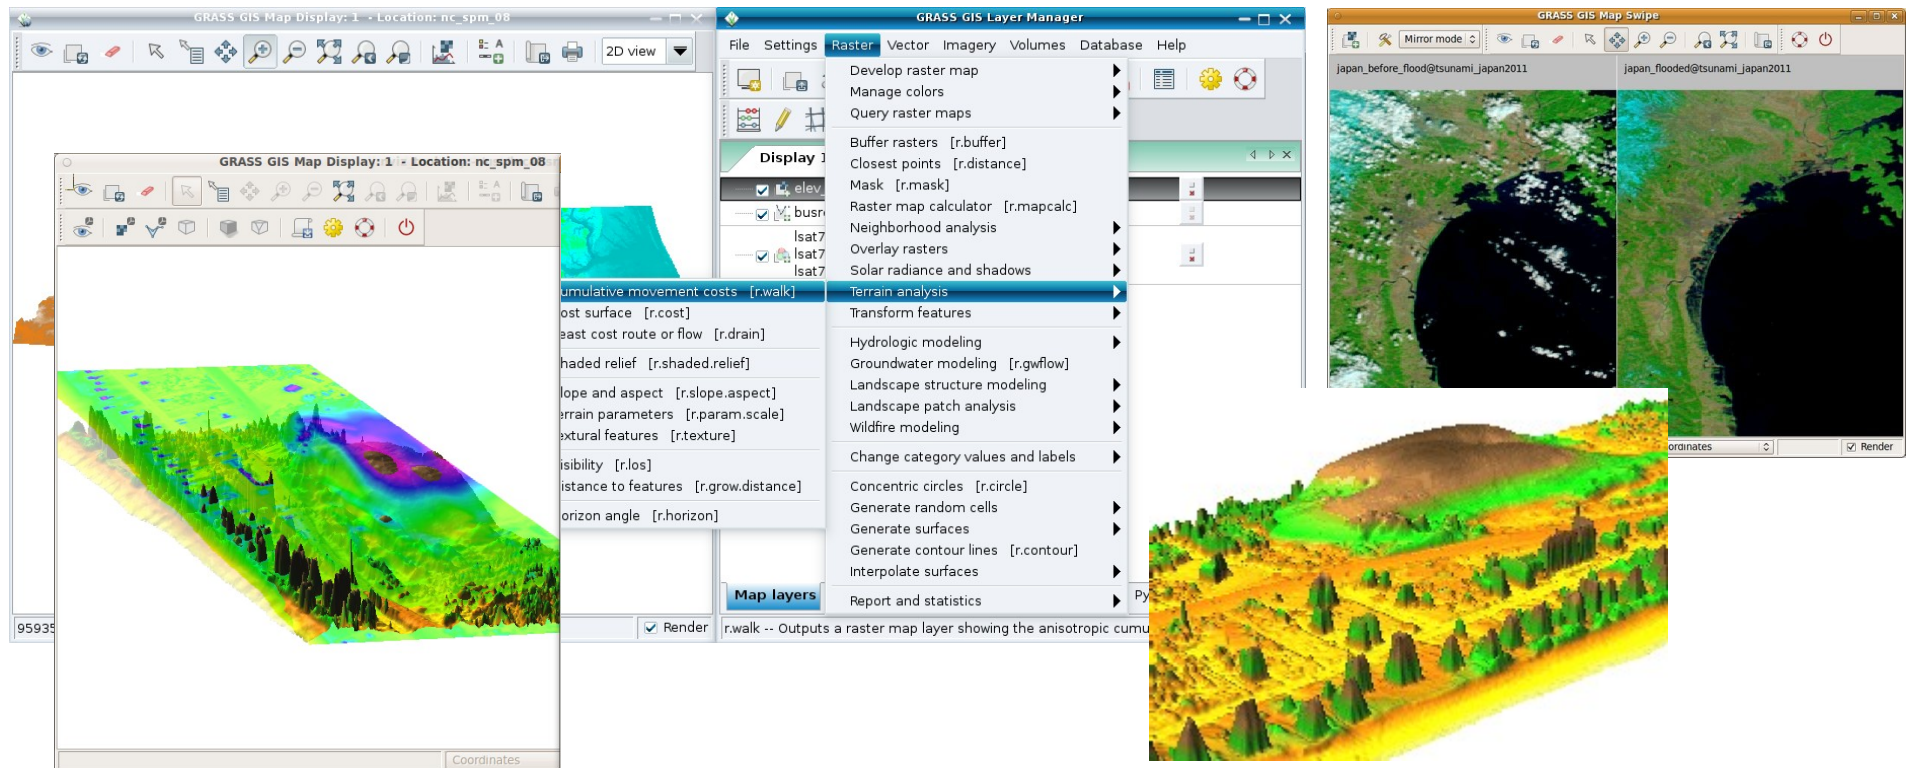 GRASS GIS Map Display: 1 - Location: nc_spm_08
2D view
GRASS GIS Map Display: 1 - Location: nc_spm_08
Coordinates
95935
Render
GRASS GIS Layer Manager
File Settings Raster Vector Imagery Volumes Database Help
Display
elev_
busr
lsat7
lsat7
lsat7
Develop raster map
Manage colors
Query raster maps
Buffer rasters [r.buffer]
Closest points [r.distance]
Mask [r.mask]
Raster map calculator [r.mapcalc]
Neighborhood analysis
Overlay rasters
Solar radiance and shadows
Terrain analysis
Transform features
Hydrologic modeling
Groundwater modeling [r.gwflow]
Landscape structure modeling
Landscape patch analysis
Wildfire modeling
Change category values and labels
Concentric circles [r.circle]
Generate random cells
Generate surfaces
Generate contour lines [r.contour]
Interpolate surfaces
Report and statistics
umulative movement costs [r.walk]
ost surface [r.cost]
east cost route or flow [r.drain]
haded relief [r.shaded.relief]
lope and aspect [r.slope.aspect]
errain parameters [r.param.scale]
extural features [r.texture]
isibility [r.los]
istance to features [r.grow.distance]
orizon angle [r.horizon]
Map layers
Py
r.walk -- Outputs a raster map layer showing the anisotropic cumu
GRASS GIS Map Swipe
Mirror mode
japan_before_flood@tsunami_japan2011
japan_flooded@tsunami_japan2011
ordinates
Render